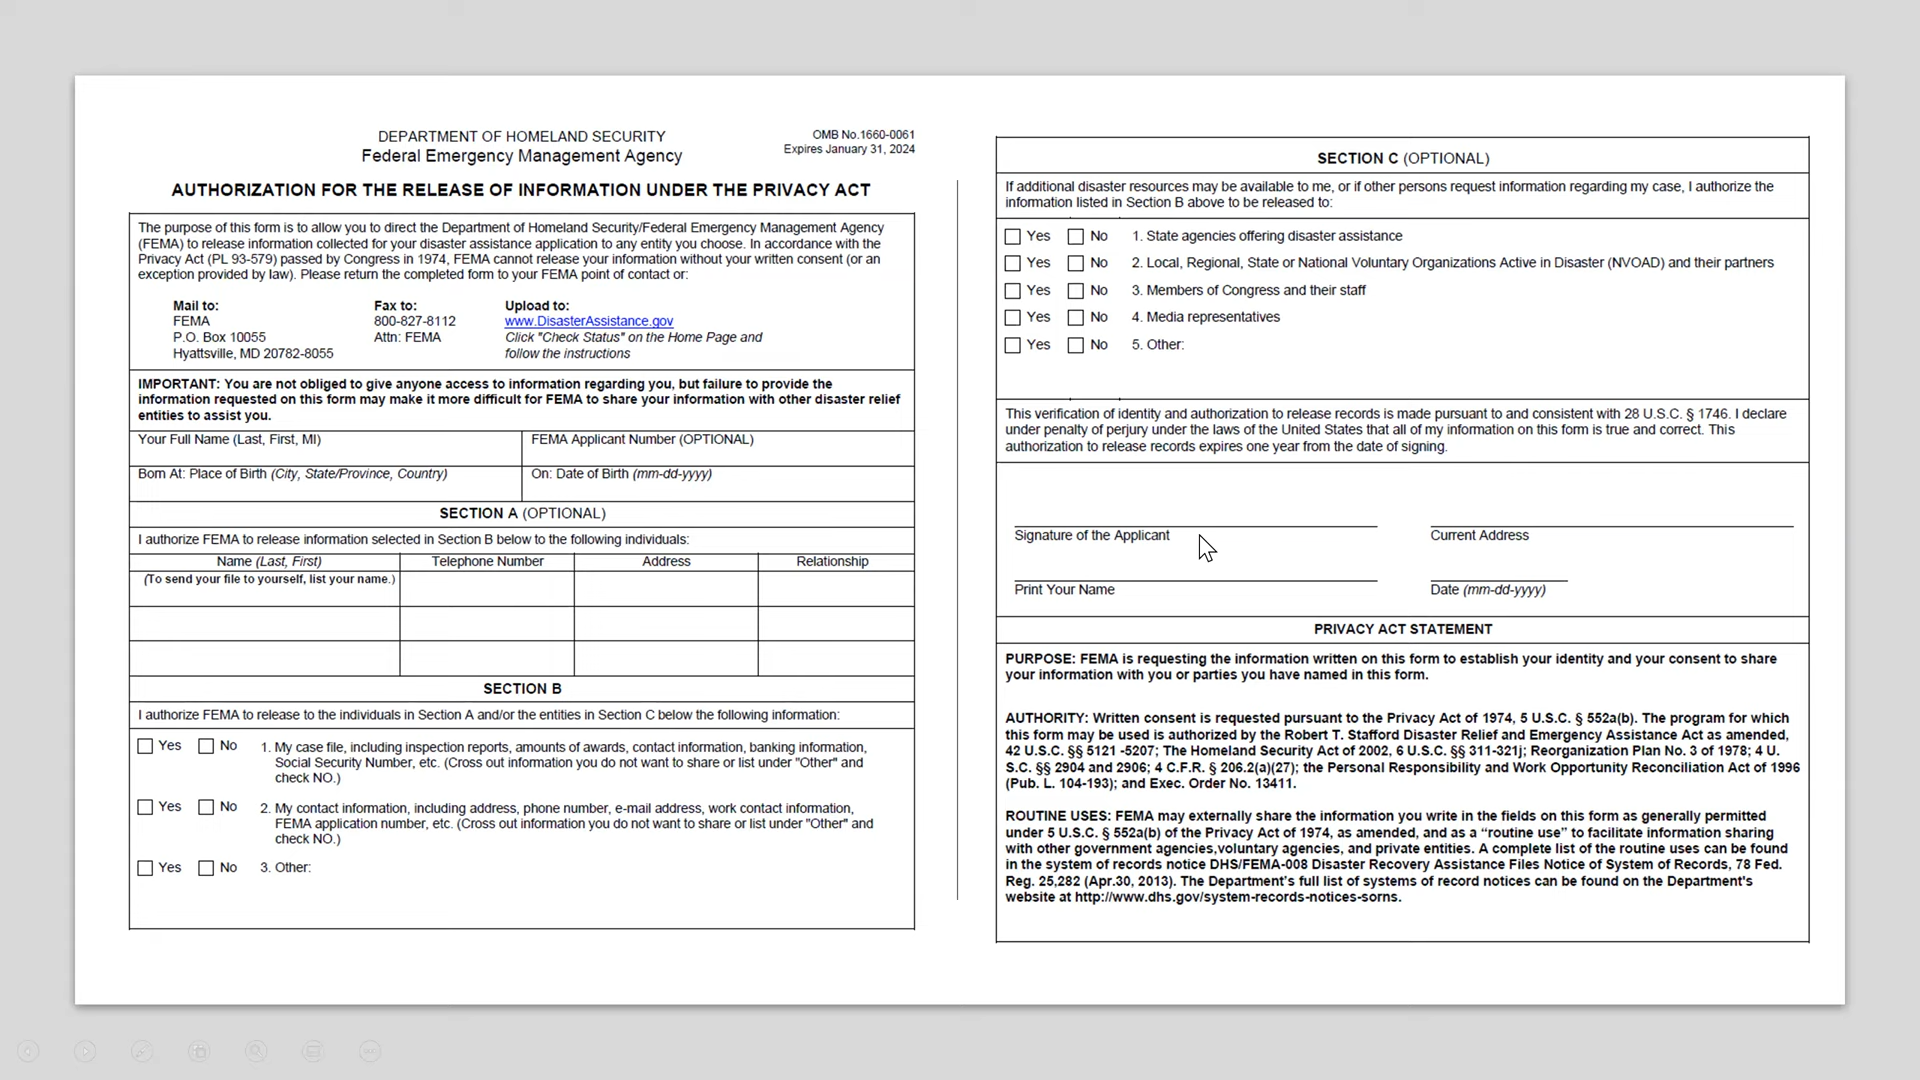 DEPARTMENT OF HOMELAND SECURITY
Federal Emergency Management Agency
OMB No.1660-0061
Expires January 31, 2024
AUTHORIZATION FOR THE RELEASE OF INFORMATION UNDER THE PRIVACY ACT
The purpose of this form is to allow you to direct the Department of Homeland Security/Federal Emergency Management Agency
(FEMA) to release information collected for your disaster assistance application to any entity you choose. In accordance with the
Privacy Act (PL 93-579) passed by Congress in 1974, FEMA cannot release your information without your written consent (or an
exception provided by law). Please return the completed form to your FEMA point of contact or:
Mail to:
FEMA
P.O. Box 10055
Hyattsville, MD 20782-8055
Fax to:
800-827-8112
Attn: FEMA
Upload to:
www.DisasterAssistance.gov
Click "Check Status" on the Home Page and
follow the instructions
IMPORTANT: You are not obliged to give anyone access to information regarding you, but failure to provide the
information requested on this form may make it more difficult for FEMA to share your information with other disaster relief
entities to assist you.
Your Full Name (Last, First, MI)
FEMA Applicant Number (OPTIONAL)
Born At: Place of Birth (City, State/Province, Country)
On: Date of Birth (mm-dd-yyyy)
SECTION A (OPTIONAL)
I authorize FEMA to release information selected in Section B below to the following individuals:
Name (Last, First)
Telephone Number
Address
Relationship
(To send your file to yourself, list your name.)
SECTION B
I authorize FEMA to release to the individuals in Section A and/or the entities in Section C below the following information:
Yes No 1. My case file, including inspection reports, amounts of awards, contact information, banking information,
Social Security Number, etc. (Cross out information you do not want to share or list under "Other" and
check NO.)
Yes No 2. My contact information, including address, phone number, e-mail address, work contact information,
FEMA application number, etc. (Cross out information you do not want to share or list under "Other" and
check NO.)
Yes No 3. Other:
SECTION C (OPTIONAL)
If additional disaster resources may be available to me, or if other persons request information regarding my case, I authorize the
information listed in Section B above to be released to:
Yes No 1. State agencies offering disaster assistance
Yes No 2. Local, Regional, State or National Voluntary Organizations Active in Disaster (NVOAD) and their partners
Yes No 3. Members of Congress and their staff
Yes No 4. Media representatives
Yes No 5. Other:
This verification of identity and authorization to release records is made pursuant to and consistent with 28 U.S.C. § 1746. I declare
under penalty of perjury under the laws of the United States that all of my information on this form is true and correct. This
authorization to release records expires one year from the date of signing.
Signature of the Applicant
Current Address
Print Your Name
Date (mm-dd-yyyy)
PRIVACY ACT STATEMENT
PURPOSE: FEMA is requesting the information written on this form to establish your identity and your consent to share
your information with you or parties you have named in this form.
AUTHORITY: Written consent is requested pursuant to the Privacy Act of 1974, 5 U.S.C. § 552a(b). The program for which
this form may be used is authorized by the Robert T. Stafford Disaster Relief and Emergency Assistance Act as amended,
42 U.S.C. §§ 5121 -5207; The Homeland Security Act of 2002, 6 U.S.C. §§ 311-321j; Reorganization Plan No. 3 of 1978; 4 U.
S.C. §§ 2904 and 2906; 4 C.F.R. § 206.2(a)(27); the Personal Responsibility and Work Opportunity Reconciliation Act of 1996
(Pub. L. 104-193); and Exec. Order No. 13411.
ROUTINE USES: FEMA may externally share the information you write in the fields on this form as generally permitted
under 5 U.S.C. § 552a(b) of the Privacy Act of 1974, as amended, and as a “routine use” to facilitate information sharing
with other government agencies,voluntary agencies, and private entities. A complete list of the routine uses can be found
in the system of records notice DHS/FEMA-008 Disaster Recovery Assistance Files Notice of System of Records, 78 Fed.
Reg. 25,282 (Apr.30, 2013). The Department's full list of systems of record notices can be found on the Department's
website at http://www.dhs.gov/system-records-notices-sorns.